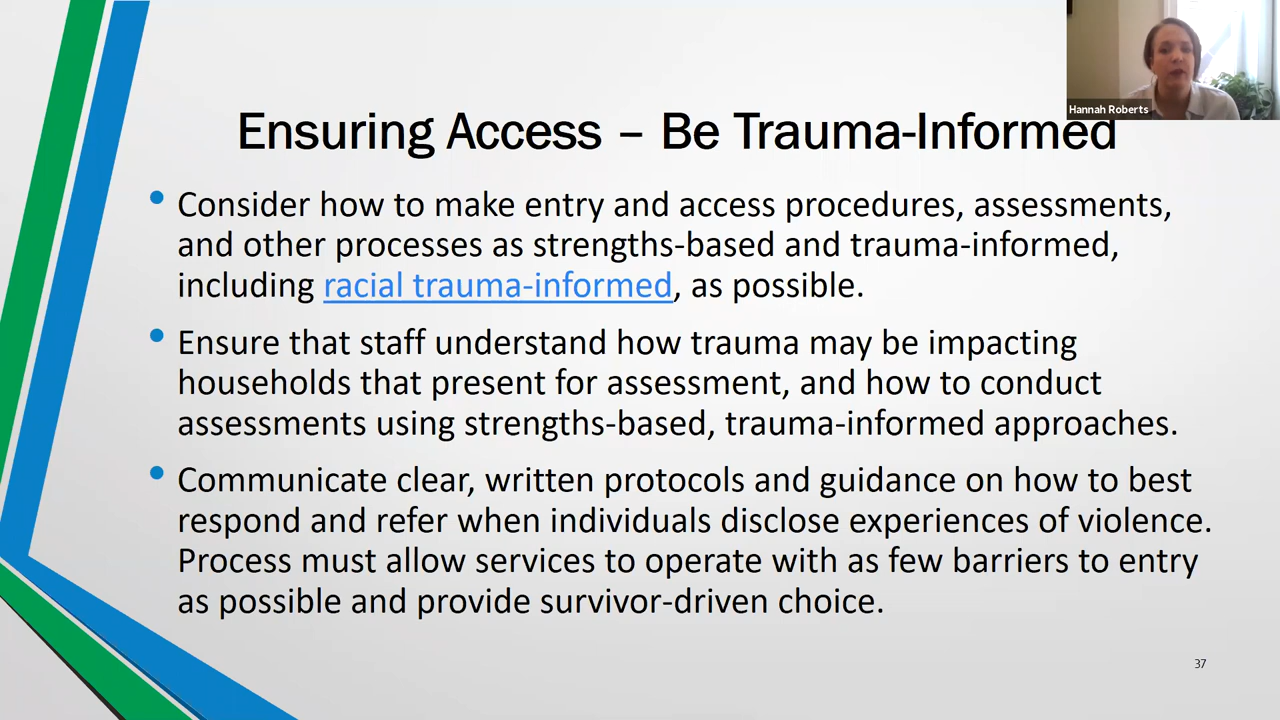 Hannah Roberts
Ensuring Access – Be Trauma-Informed
• Consider how to make entry and access procedures, assessments,
and other processes as strengths-based and trauma-informed,
including racial trauma-informed, as possible.
• Ensure that staff understand how trauma may be impacting
households that present for assessment, and how to conduct
assessments using strengths-based, trauma-informed approaches.
• Communicate clear, written protocols and guidance on how to best
respond and refer when individuals disclose experiences of violence.
Process must allow services to operate with as few barriers to entry
as possible and provide survivor-driven choice.
37